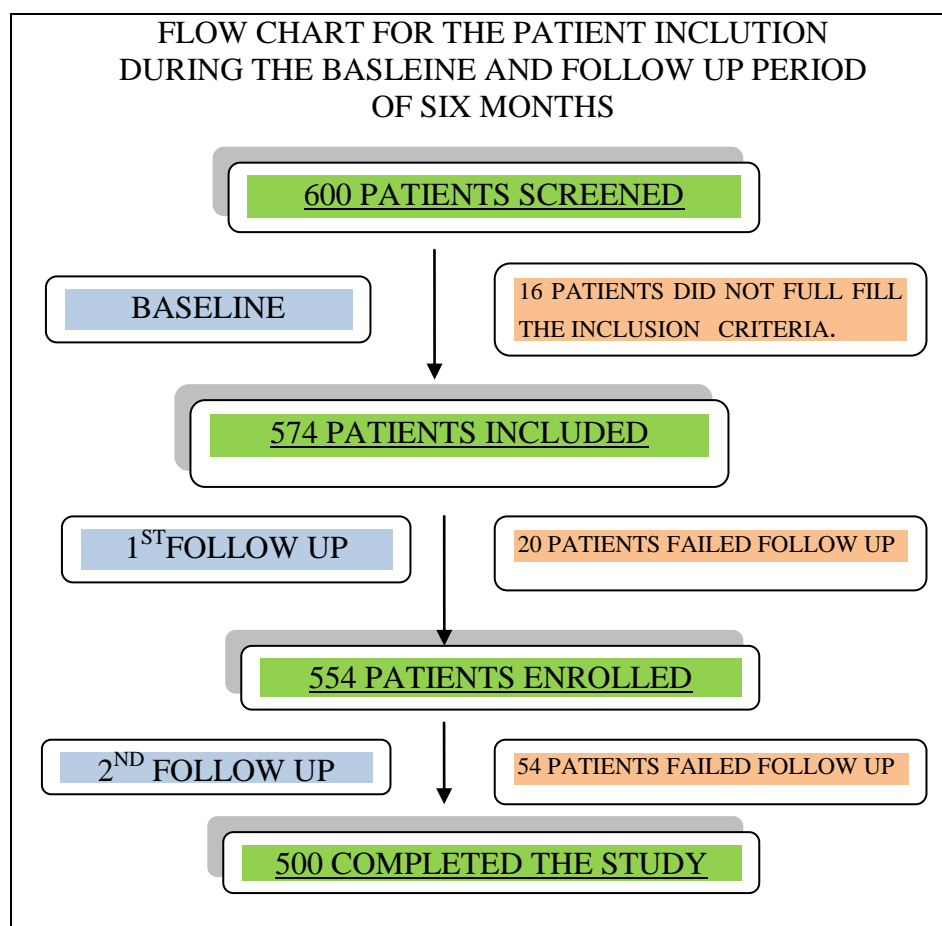 FLOW CHART FOR THE PATIENT INCLUTION
DURING THE BASLEINE AND FOLLOW UP PERIOD
OF SIX MONTHS
600 PATIENTS SCREENED
BASELINE
16 PATIENTS DID NOT FULL FILL
THE INCLUSION CRITERIA.
574 PATIENTS INCLUDED
1ST FOLLOW UP
20 PATIENTS FAILED FOLLOW UP
554 PATIENTS ENROLLED
2ND FOLLOW UP
54 PATIENTS FAILED FOLLOW UP
500 COMPLETED THE STUDY